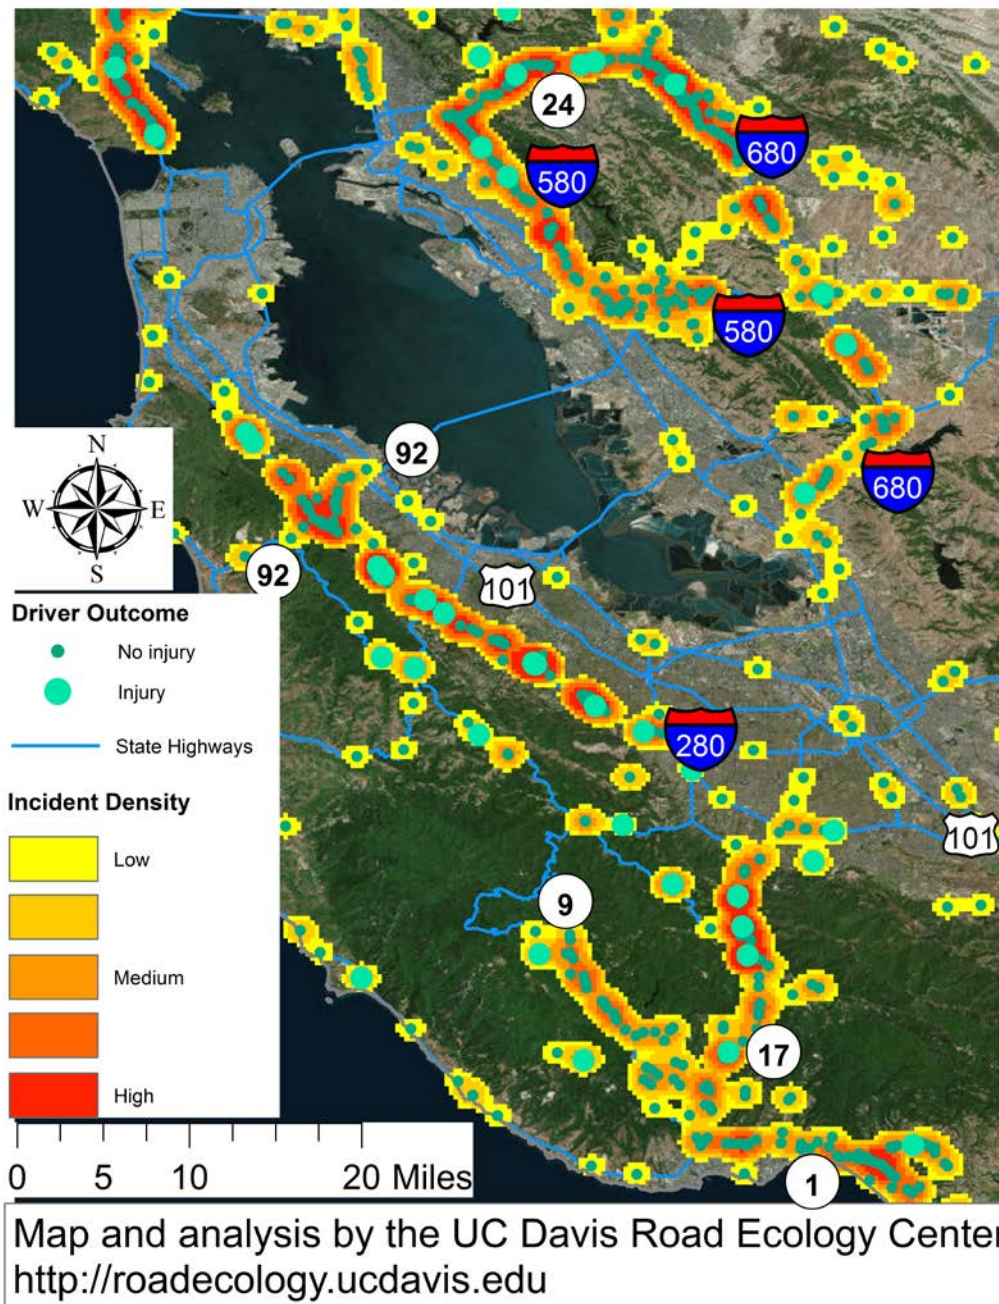 24
680
580
580
92
680
N
W E
S
92
101
Driver Outcome
No injury
Injury
State Highways
280
Incident Density
Low
101
9
Medium
17
High
0 5 10 20 Miles
1
Map and analysis by the UC Davis Road Ecology Center
http://roadecology.ucdavis.edu